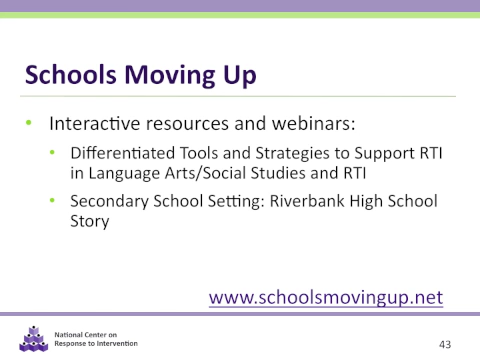 Schools Moving Up
• Interactive resources and webinars:
• Differentiated Tools and Strategies to Support RTI
in Language Arts/Social Studies and RTI
• Secondary School Setting: Riverbank High School
Story
www.schoolsmovingup.net
National Center on
Response to Intervention
43